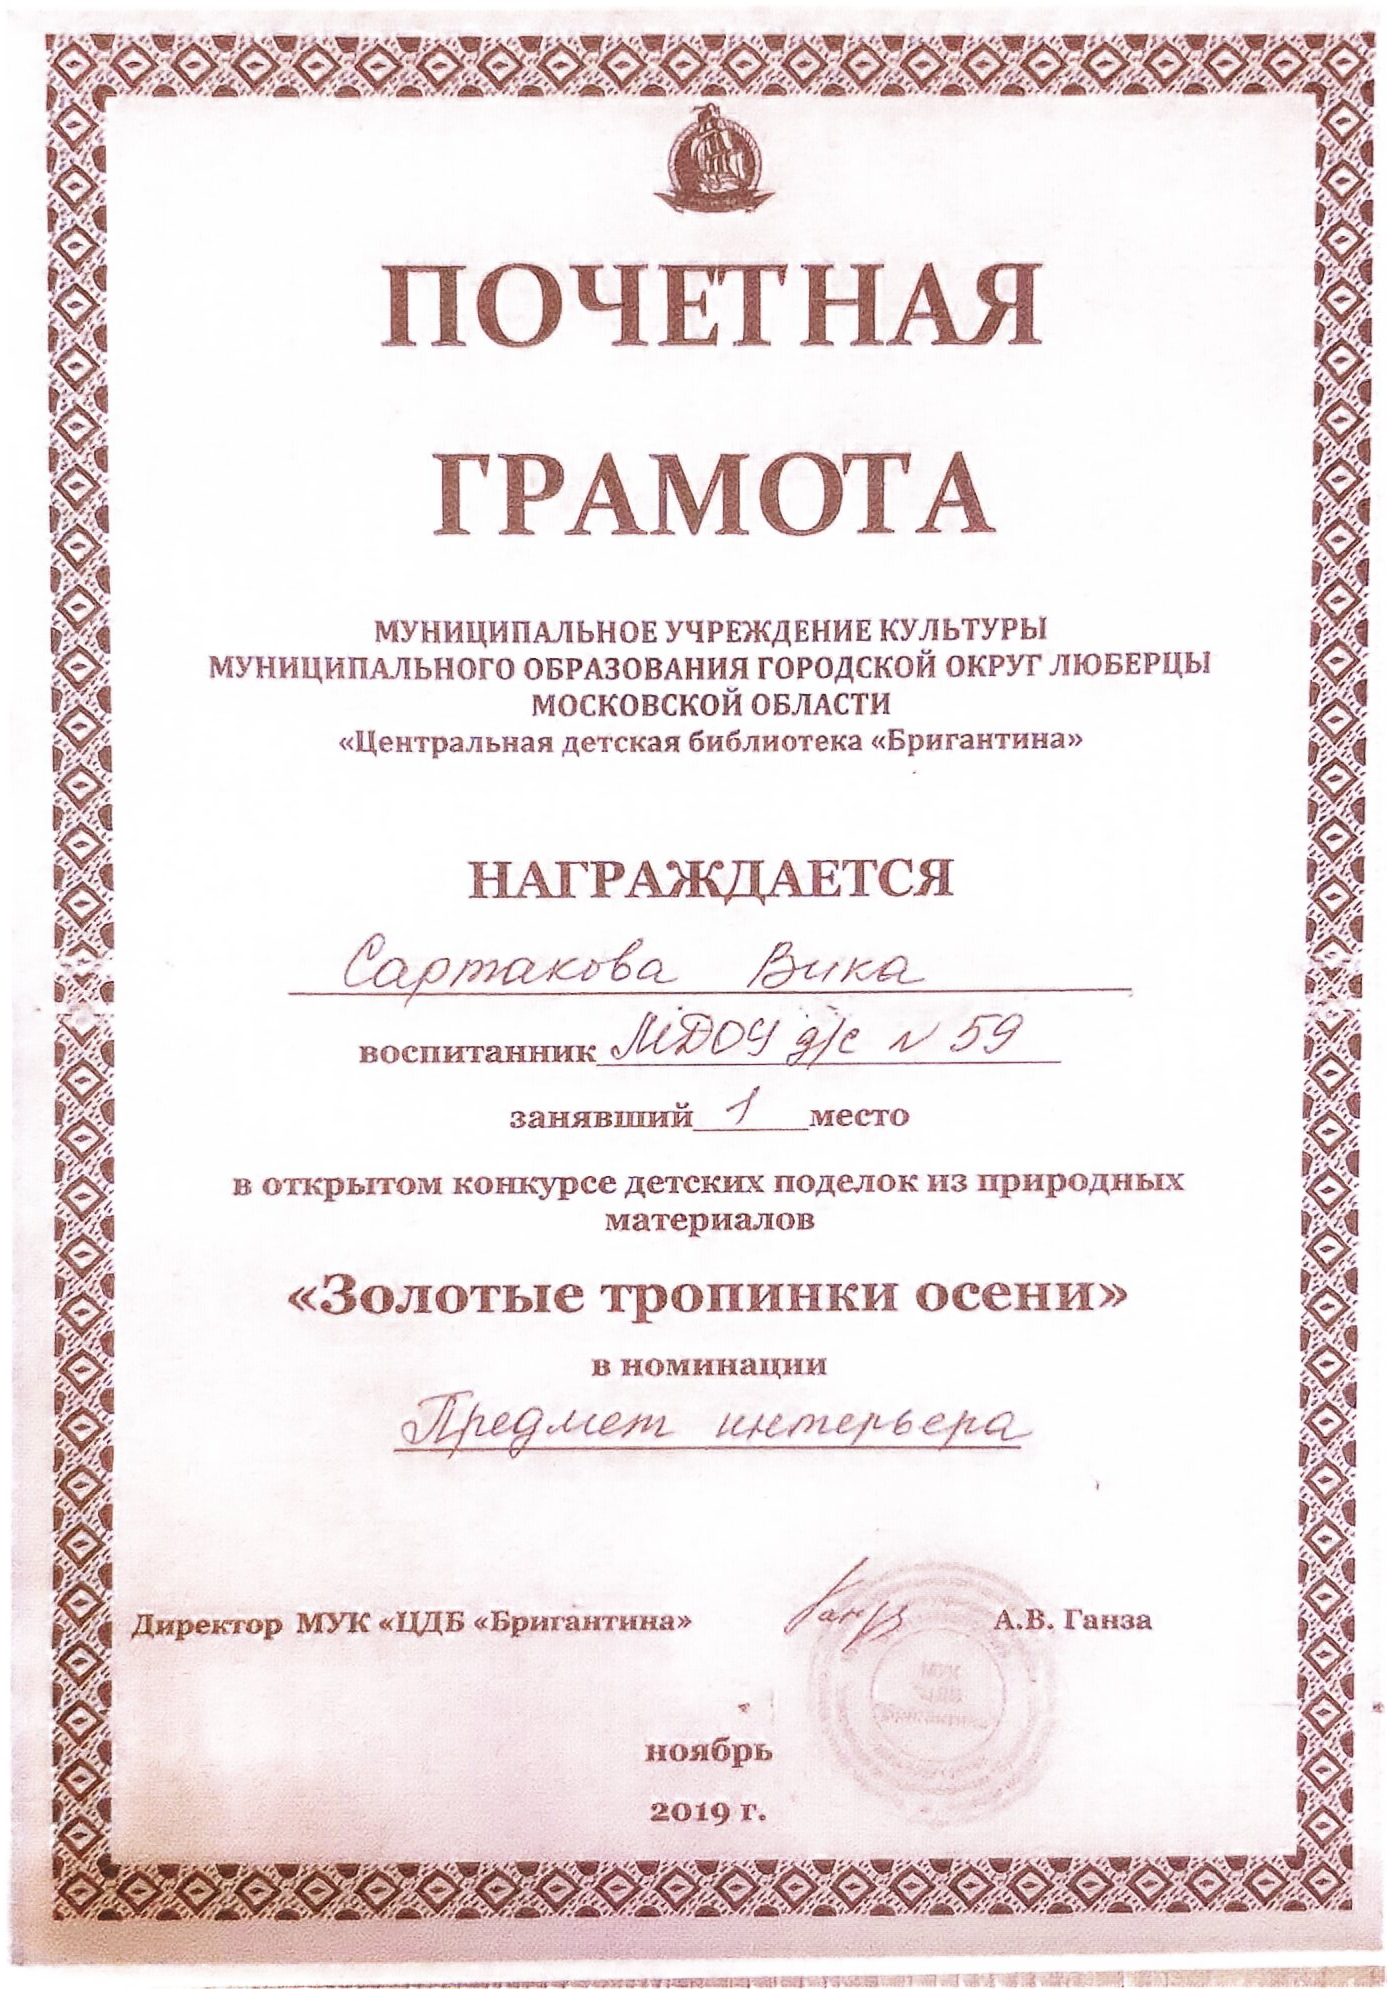 ПОЧЕТНАЯ
ГРАМОТА
МУНИЦИПАЛЬНОЕ УЧРЕЖДЕНИЕ КУЛЬТУРЫ
МУНИЦИПАЛЬНОГО ОБРАЗОВАНИЯ ГОРОДСКОЙ ОКРУГ ЛЮБЕРЦЫ
МОСКОВСКОЙ ОБЛАСТИ
«Центральная детская библиотека «Бригантина»
НАГРАЖДАЕТСЯ
Сартакова Вика
воспитанник МДОУ д/с N 59
занявший 1 место
в открытом конкурсе детских поделок из природных
материалов
«Золотые тропинки осени»
в номинации
Предмет интерьера
Директор МУК «ЦДБ «Бригантина» А.В. Ганза
ноябрь
2019 г.